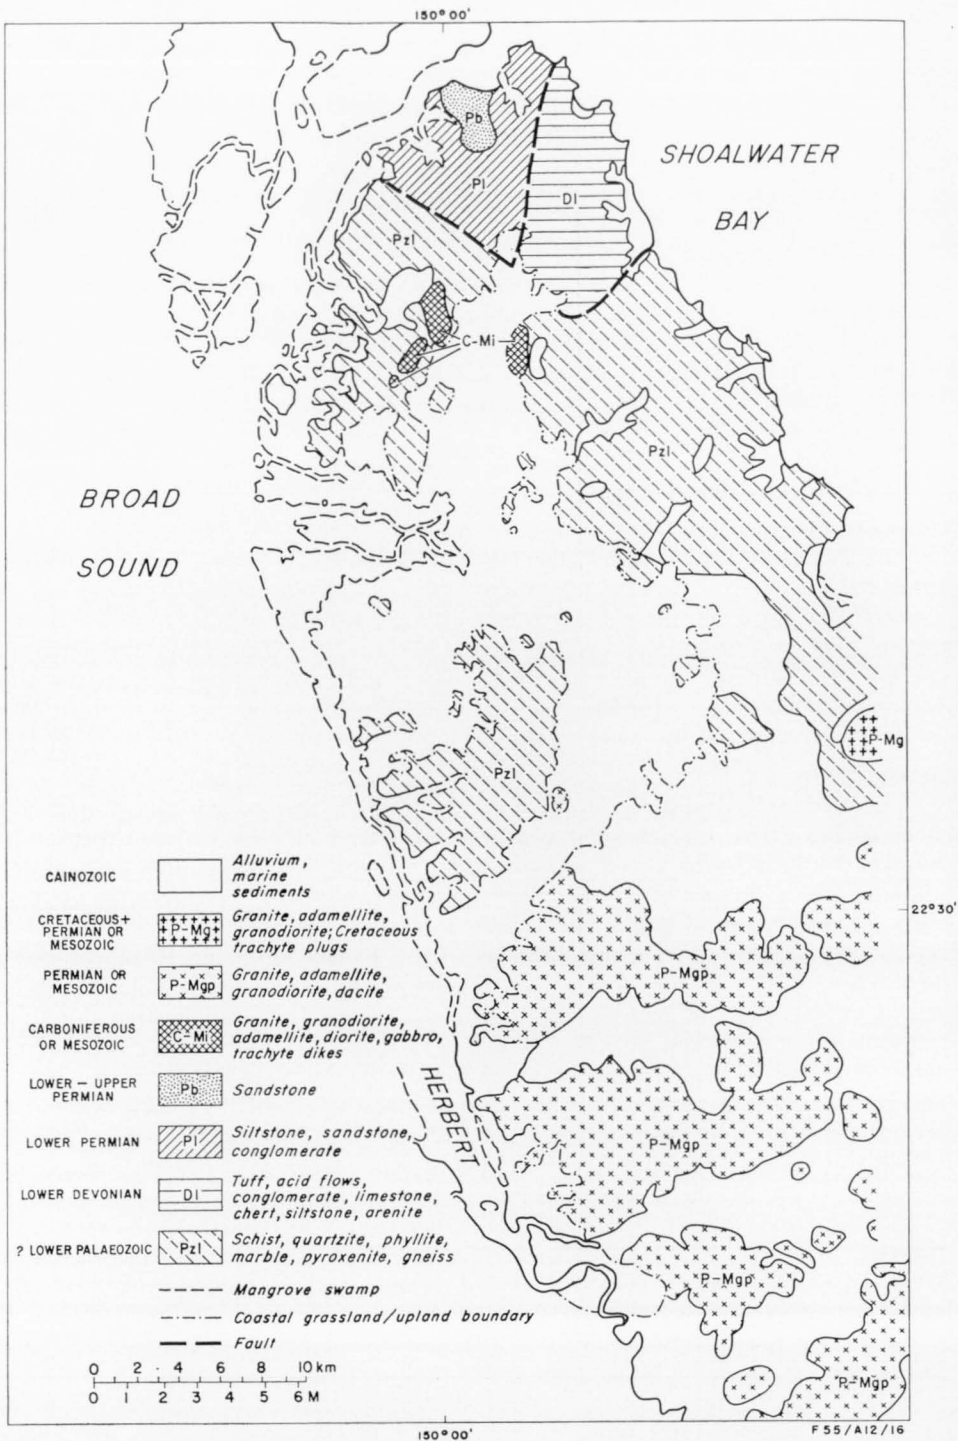 150°00'
SHOALWATER
BAY
Pb
Pl
Dl
Pzl
C-Mi
BROAD
SOUND
Pzl
P-Mg
Pzl
22°30'
CAINOZOIC
Alluvium,
marine
sediments
CRETACEOUS+
PERMIAN OR
MESOZOIC
P-Mg
Granite, adamellite,
granodiorite; Cretaceous
trachyte plugs
PERMIAN OR
MESOZOIC
P-Mgp
Granite, adamellite,
granodiorite, dacite
CARBONIFEROUS
OR MESOZOIC
C-Mi
Granite, granodiorite,
adamellite, diorite, gabbro,
trachyte dikes
LOWER – UPPER
PERMIAN
Pb
Sandstone
LOWER PERMIAN
Pl
Siltstone, sandstone,
conglomerate
LOWER DEVONIAN
Dl
Tuff, acid flows,
conglomerate, limestone,
chert, siltstone, arenite
? LOWER PALAEOZOIC
Pzl
Schist, quartzite, phyllite,
marble, pyroxenite, gneiss
Mangrove swamp
Coastal grassland/upland boundary
Fault
0 2 4 6 8 10 km
0 1 2 3 4 5 6 M
P-Mgp
HERBERT
C
P-Mgp
P-Mgp
P-Mgp
150°00'
F 55/A12/16